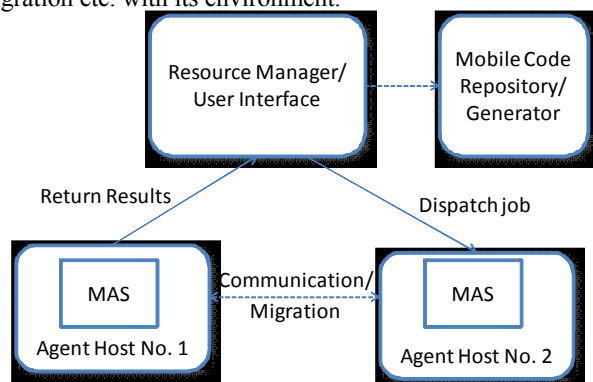 gration etc. with its environment.
Resource Manager/
User Interface
Mobile Code
Repository/
Generator
Return Results
Dispatch job
MAS
Agent Host No. 1
Communication/
Migration
MAS
Agent Host No. 2